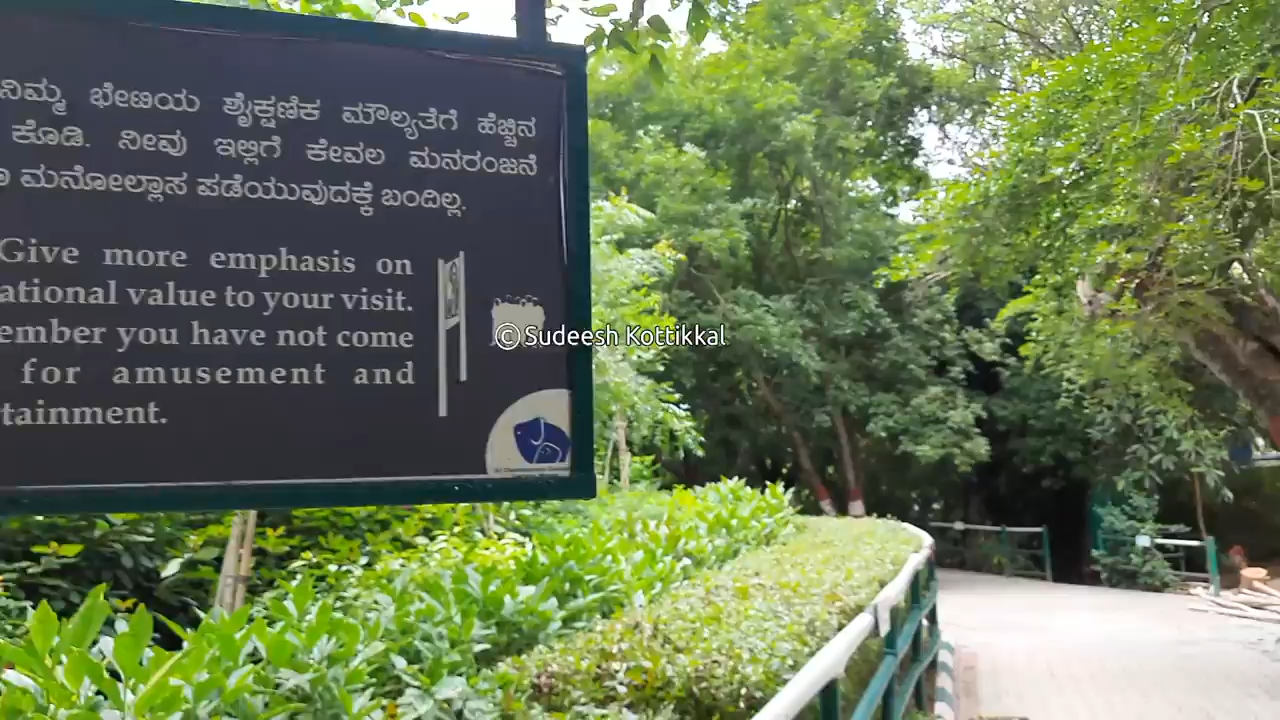 ನಿಮ್ಮ ಭೇಟಿಯ ಶೈಕ್ಷಣಿಕ ಮೌಲ್ಯತೆಗೆ ಹೆಚ್ಚಿನ
ಕೊಡಿ. ನೀವು ಇಲ್ಲಿಗೆ ಕೇವಲ ಮನರಂಜನೆ
ಮನೋಲ್ಲಾಸ ಪಡೆಯುವುದಕ್ಕೆ ಬಂದಿಲ್ಲ.
Give more emphasis on
ational value to your visit.
ember you have not come
for amusement and
tainment.
© Sudeesh Kottikkal